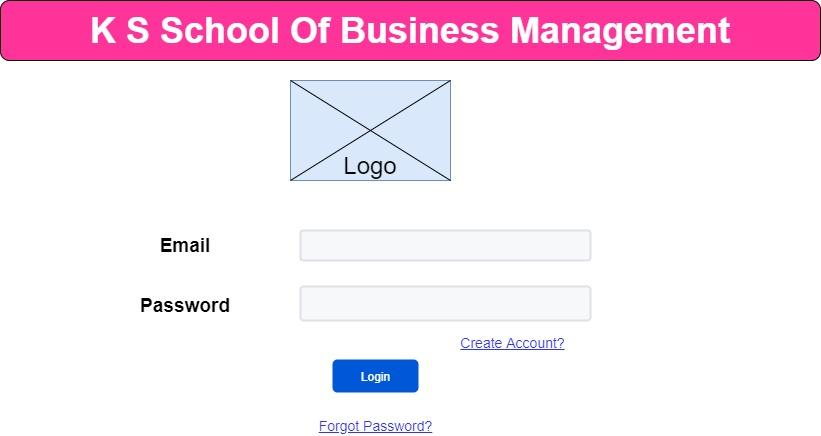 K S School Of Business Management
Logo
Email
Password
Create Account?
Login
Forgot Password?